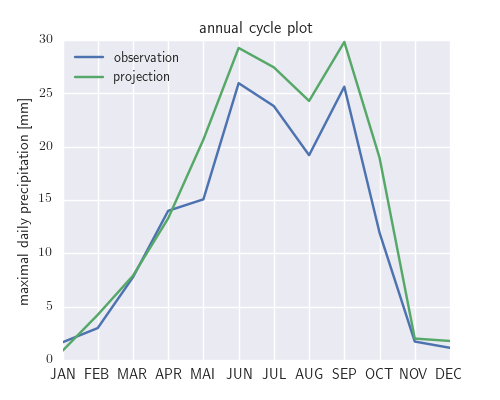 annual cycle plot
observation
projection
maximal daily precipitation [mm]
30
25
20
15
10
5
0
JAN FEB MAR APR MAI JUN JUL AUG SEP OCT NOV DEC